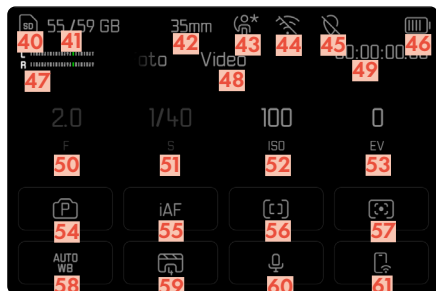 SD 55/59 GB 35mm
40 41 42 43 44 45 46
L
R
oto Video 00:00:00.00
47 48 49
2.0 1/40 100 0
F S ISO EV
50 51 52 53
P iAF
54 55 56 57
AUTO
WB
58 59 60 61